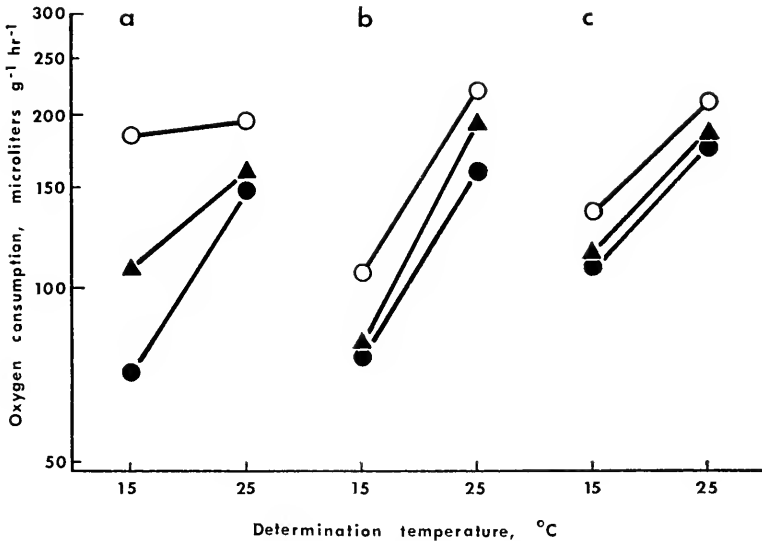 Oxygen consumption, microliters g⁻¹ hr⁻¹
300
250
200
150
100
50
a
b
c
15 25 15 25 15 25
Determination temperature, °C